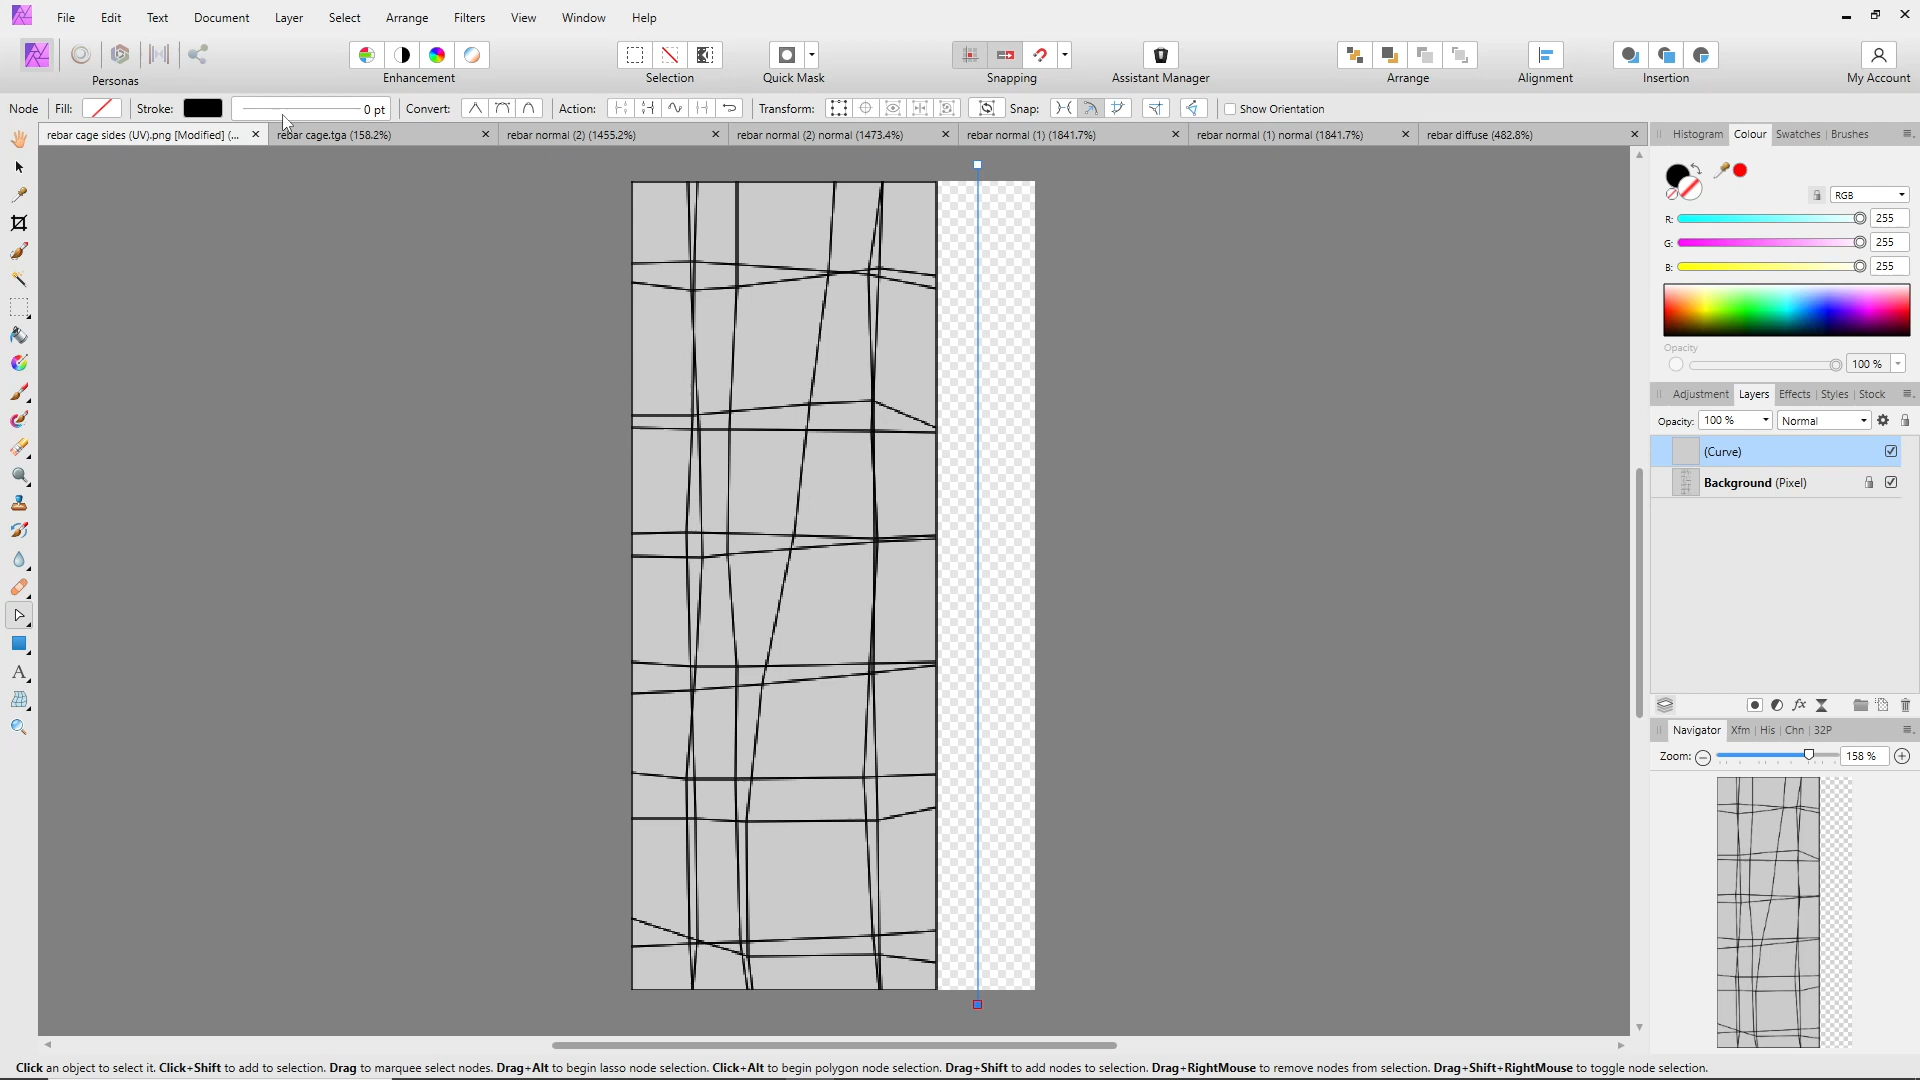 File Edit Text Document Layer Select Arrange Filters View Window Help
Personas Enhancement Selection Quick Mask Snapping Assistant Manager Arrange Alignment Insertion My Account
Node Fill: Stroke: 0 pt Convert: Action: Transform: Snap: Show Orientation
rebar cage sides (UV).png [Modified] (... rebar cage.tga (158.2%) rebar normal (2) (1455.2%) rebar normal (2) normal (1473.4%) rebar normal (1) (1841.7%) rebar normal (1) normal (1841.7%) rebar diffuse (482.8%)
Histogram Colour Swatches Brushes
RGB
R: 255
G: 255
B: 255
Opacity
100 %
Adjustment Layers Effects Styles Stock
Opacity: 100 % Normal
(Curve)
Background (Pixel)
Navigator Xfm His Chn 32P
Zoom: 158 %
Click an object to select it. Click+Shift to add to selection. Drag to marquee select nodes. Drag+Alt to begin lasso node selection. Click+Alt to begin polygon node selection. Drag+Shift to add nodes to selection. Drag+RightMouse to remove nodes from selection. Drag+Shift+RightMouse to toggle node selection.